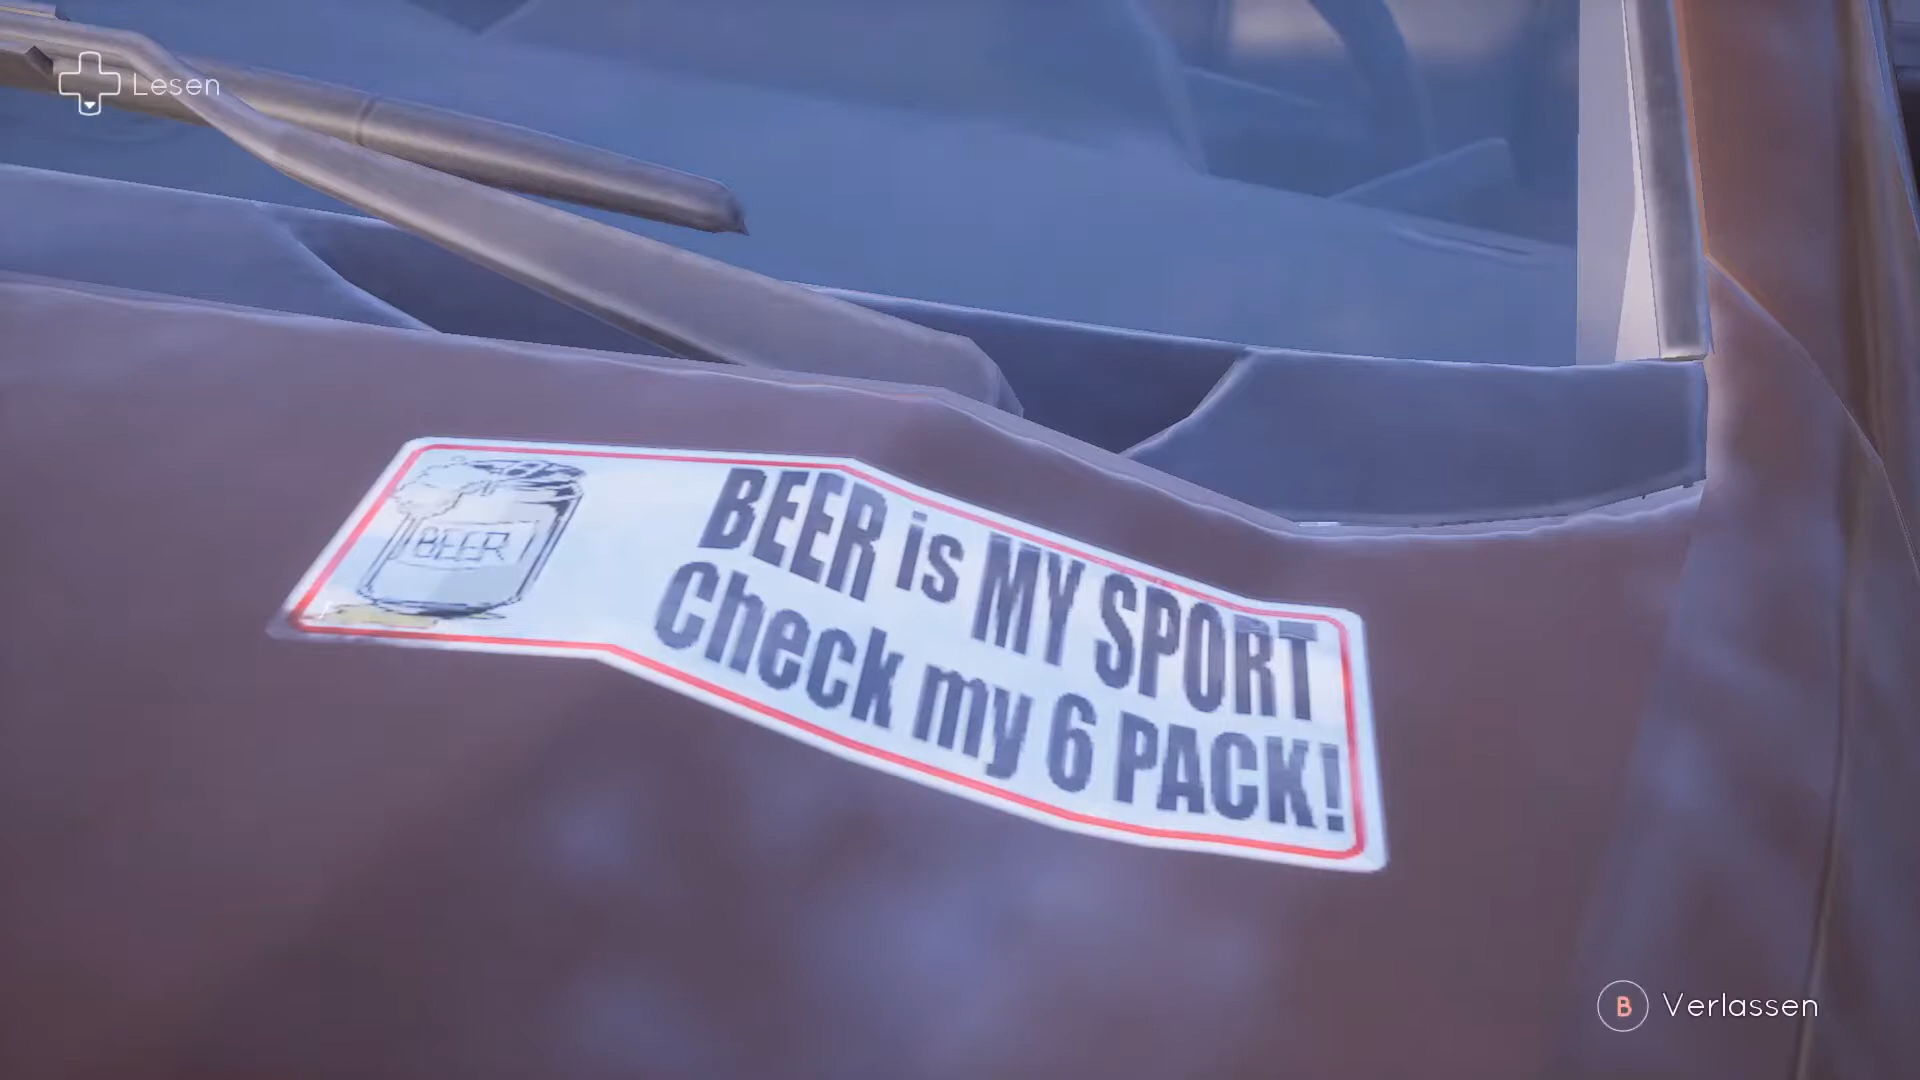 Lesen
BEER
BEER is MY SPORT
Check my 6 PACK!
B Verlassen